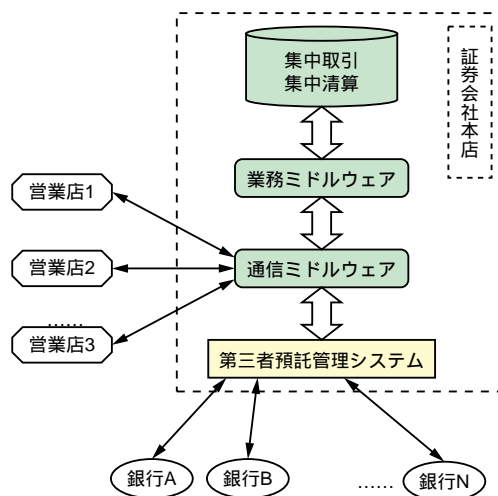 集中取引
集中清算
証券会社本店
業務ミドルウェア
営業店1
通信ミドルウェア
営業店2
......
営業店3
第三者預託管理システム
銀行A
銀行B
......
銀行N